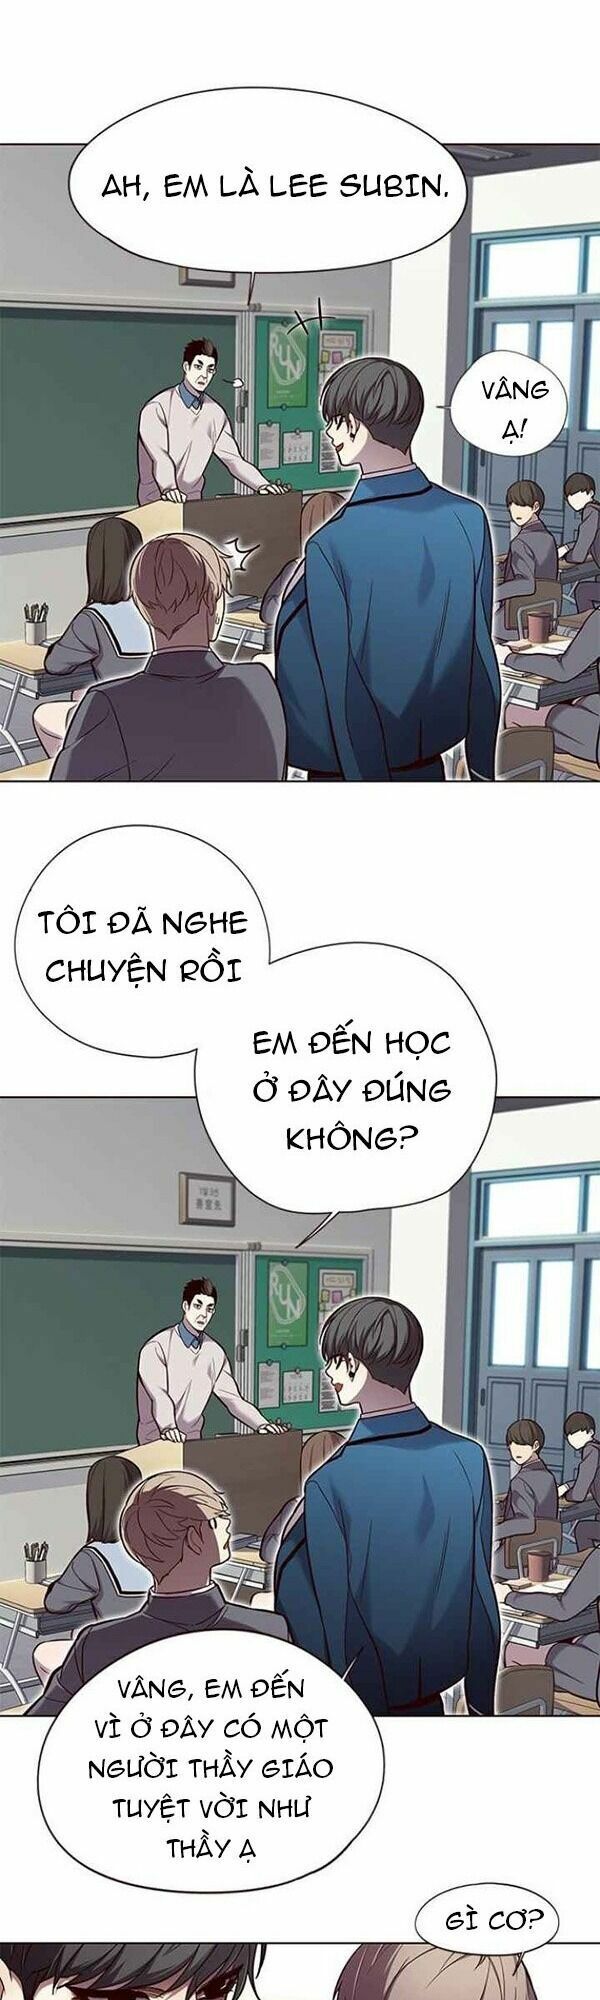 AH, EM LÀ LEE SUBIN.
VÂNG
Ạ!
TÔI ĐÃ NGHE
CHUYỆN RỒI
EM ĐẾN HỌC
Ở ĐÂY ĐÚNG
KHÔNG?
VÂNG, EM ĐẾN
VÌ Ở ĐÂY CÓ MỘT
NGƯỜI THẦY GIÁO
TUYỆT VỜI NHƯ
THẦY Ạ
GÌ CƠ?